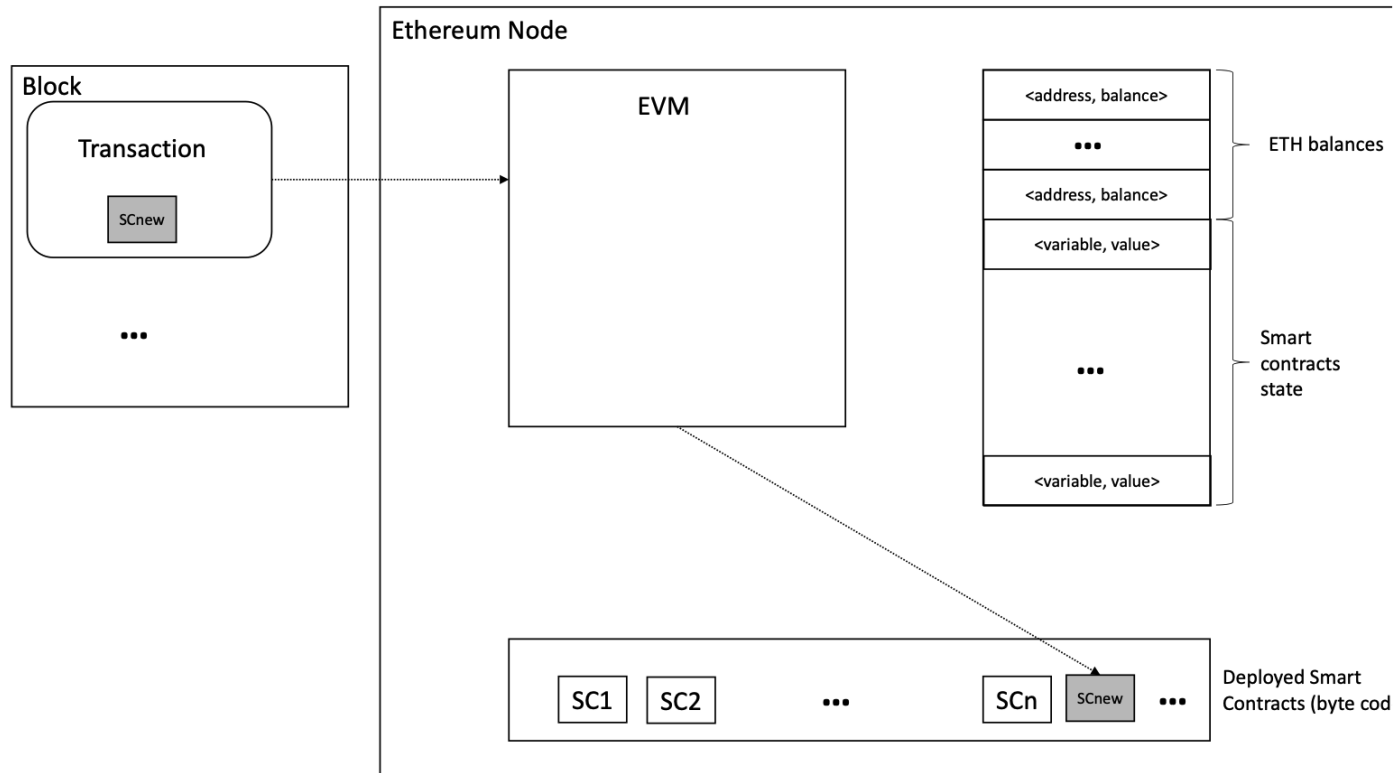 Ethereum Node
Block
Transaction
SCnew
...
EVM
<address, balance>
...
<address, balance>
<variable, value>
...
<variable, value>
ETH balances
Smart
contracts
state
SC1
SC2
...
SCn
SCnew
...
Deployed Smart
Contracts (byte cod